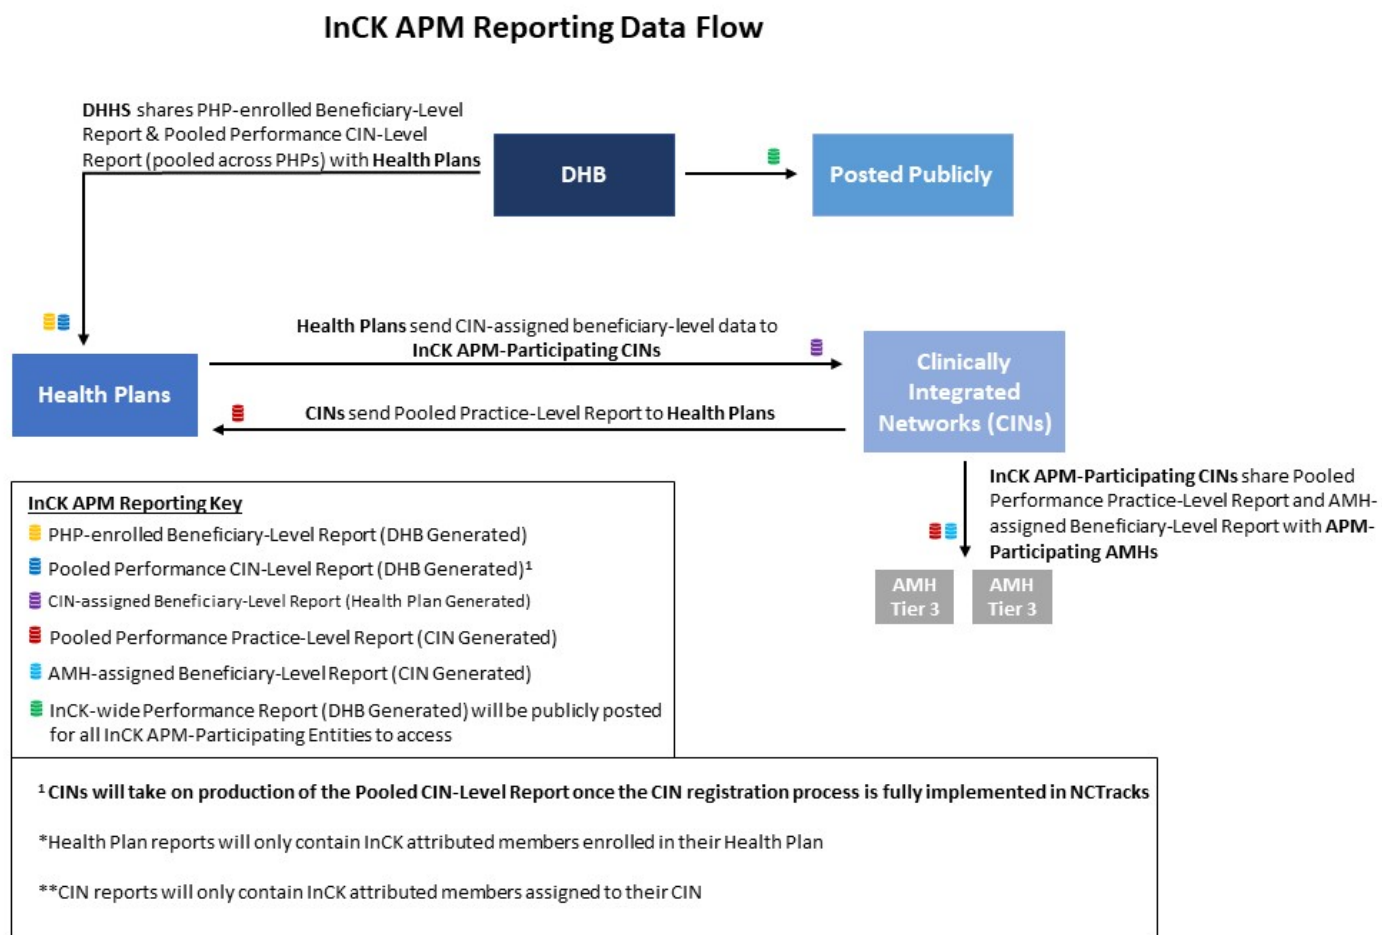 InCK APM Reporting Data Flow
DHHS shares PHP-enrolled Beneficiary-Level
Report & Pooled Performance CIN-Level
Report (pooled across PHPs) with Health Plans
DHB
Posted Publicly
Health Plans send CIN-assigned beneficiary-level data to
InCK APM-Participating CINs
Health Plans
CINs send Pooled Practice-Level Report to Health Plans
Clinically
Integrated
Networks (CINs)
InCK APM-Participating CINs share Pooled
Performance Practice-Level Report and AMH-
assigned Beneficiary-Level Report with APM-
Participating AMHs
AMH
Tier 3
AMH
Tier 3
InCK APM Reporting Key
PHP-enrolled Beneficiary-Level Report (DHB Generated)
Pooled Performance CIN-Level Report (DHB Generated)¹
CIN-assigned Beneficiary-Level Report (Health Plan Generated)
Pooled Performance Practice-Level Report (CIN Generated)
AMH-assigned Beneficiary-Level Report (CIN Generated)
InCK-wide Performance Report (DHB Generated) will be publicly posted
for all InCK APM-Participating Entities to access
¹ CINs will take on production of the Pooled CIN-Level Report once the CIN registration process is fully implemented in NCTracks
*Health Plan reports will only contain InCK attributed members enrolled in their Health Plan
**CIN reports will only contain InCK attributed members assigned to their CIN